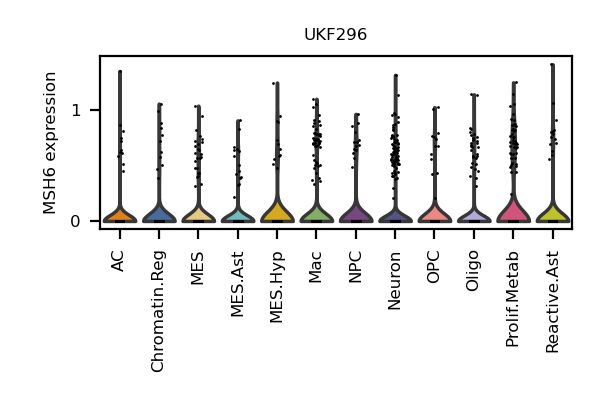 UKF296
MSH6 expression
1
0
AC
Chromatin.Reg
MES
MES.Ast
MES.Hyp
Mac
NPC
Neuron
OPC
Oligo
Prolif.Metab
Reactive.Ast